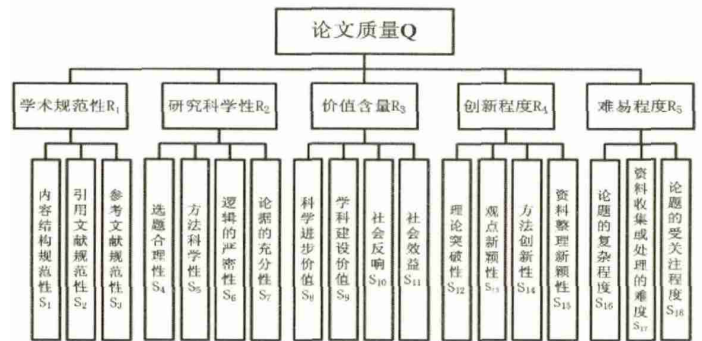 论文质量Q
学术规范性R₁
研究科学性R₂
价值含量R₃
创新程度R₄
难易程度R₅
内容结构规范性S₁
引用文献规范性S₂
参考文献规范性S₃
选题合理性S₄
方法科学性S₅
逻辑的严密性S₆
论据的充分性S₇
科学进步价值S₈
学科建设价值S₉
社会反响S₁₀
社会效益S₁₁
理论突破性S₁₂
观点新颖性S₁₃
方法创新性S₁₄
资料整理新颖性S₁₅
论题的复杂程度S₁₆
资料收集或处理的难度S₁₇
论题的受关注程度S₁₈